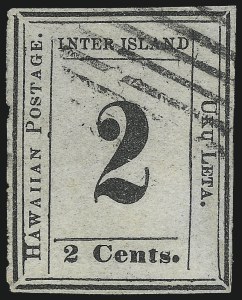 INTER ISLAND
HAWAIIAN POSTAGE.
2
UKU LETA.
2 Cents.